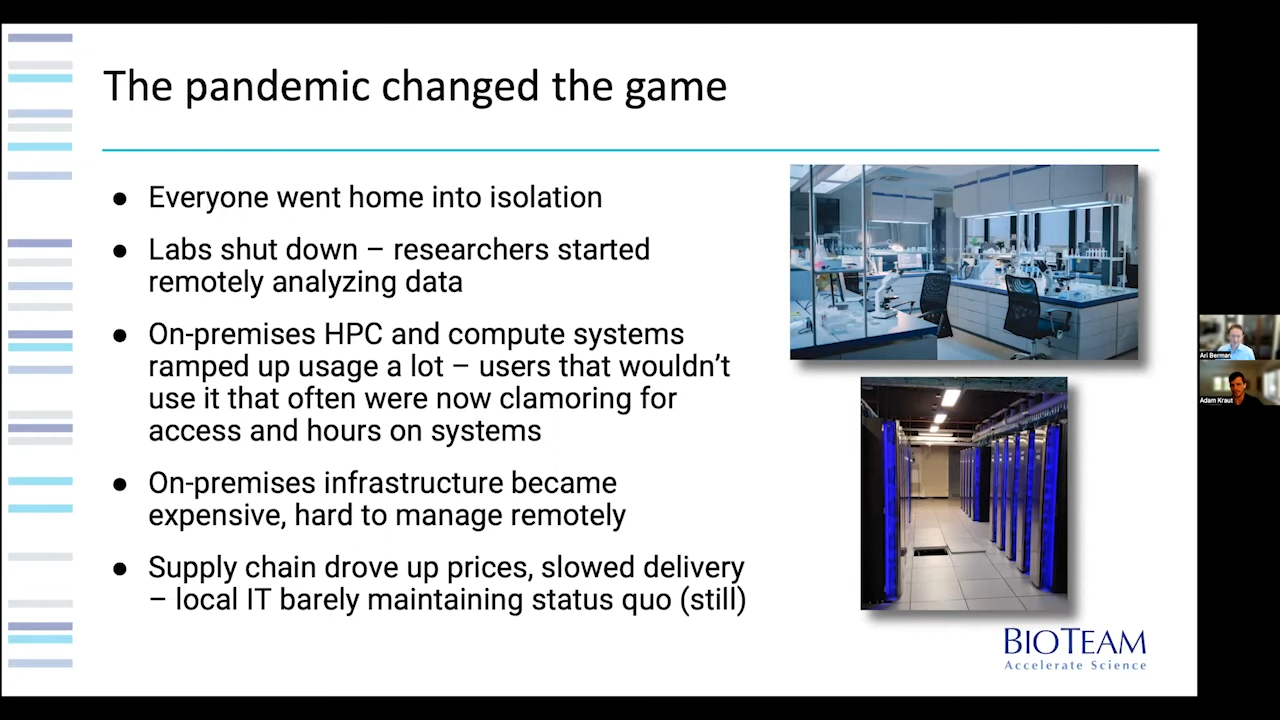 The pandemic changed the game
● Everyone went home into isolation
● Labs shut down – researchers started
remotely analyzing data
● On-premises HPC and compute systems
ramped up usage a lot – users that wouldn’t
use it that often were now clamoring for
access and hours on systems
● On-premises infrastructure became
expensive, hard to manage remotely
● Supply chain drove up prices, slowed delivery
– local IT barely maintaining status quo (still)
BIOTEAM
Accelerate Science
Ari Berman
Adam Kraut